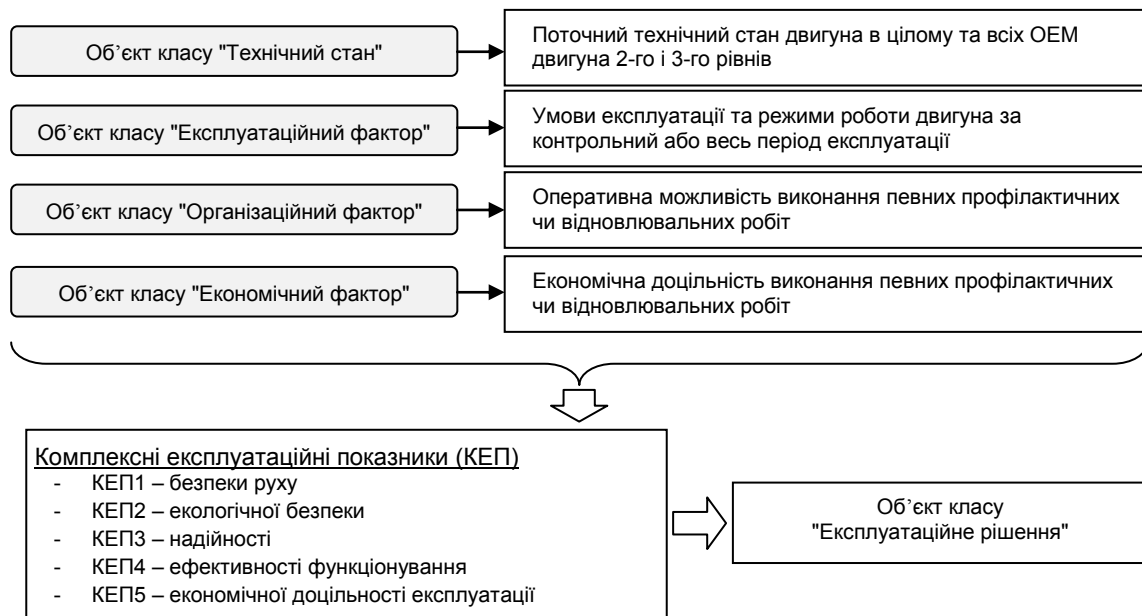 Об’єкт класу "Технічний стан"
Поточний технічний стан двигуна в цілому та всіх ОЕМ
двигуна 2-го і 3-го рівнів
Об’єкт класу "Експлуатаційний фактор"
Умови експлуатації та режими роботи двигуна за
контрольний або весь період експлуатації
Об’єкт класу "Організаційний фактор"
Оперативна можливість виконання певних профілактичних
чи відновлювальних робіт
Об’єкт класу "Економічний фактор"
Економічна доцільність виконання певних профілактичних
чи відновлювальних робіт
Комплексні експлуатаційні показники (КЕП)
- КЕП1 – безпеки руху
- КЕП2 – екологічної безпеки
- КЕП3 – надійності
- КЕП4 – ефективності функціонування
- КЕП5 – економічної доцільності експлуатації
Об’єкт класу
"Експлуатаційне рішення"